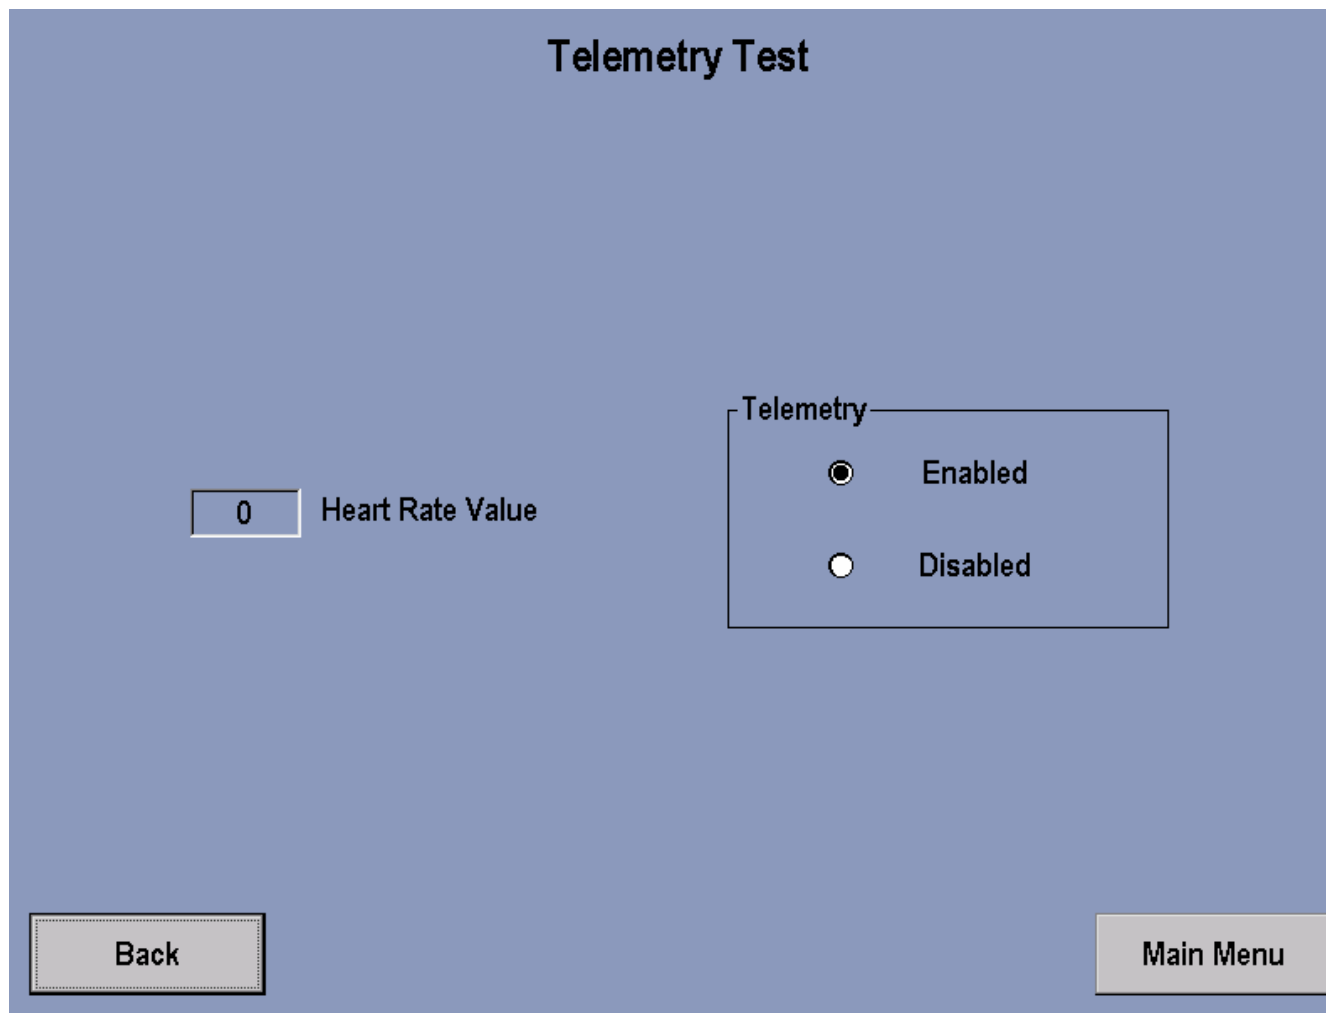 Telemetry Test
Telemetry
Enabled
0 Heart Rate Value
Disabled
Back Main Menu